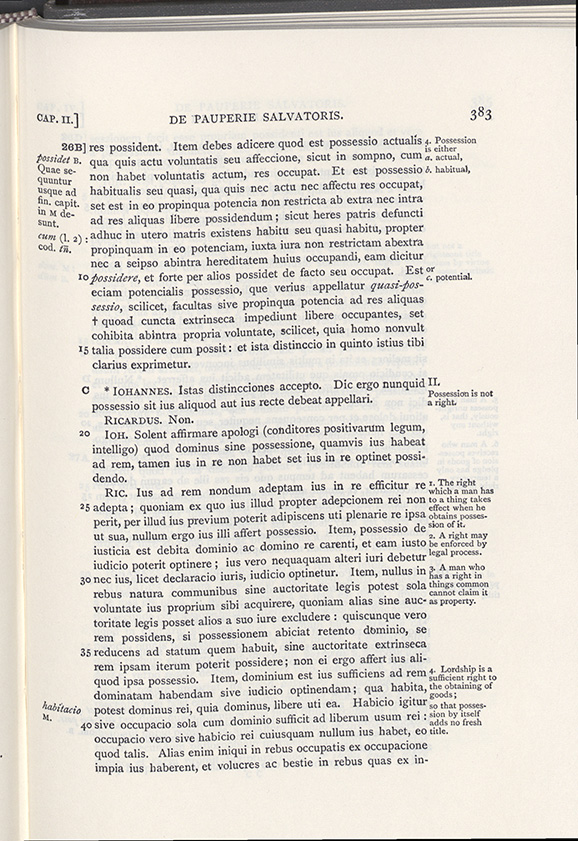 CAP. II.] DE PAUPERIE SALVATORIS. 383
26B] res possident. Item debes adicere quod est possessio actualis
qua quis actu voluntatis seu affeccione, sicut in sompno, cum
non habet voluntatis actum, res occupat. Et est possessio
habitualis seu quasi, qua quis nec actu nec affectu res occupat,
set est in eo propinqua potencia non restricta ab extra nec intra
ad res aliquas libere possidendum; sicut heres patris defuncti
adhuc in utero matris existens habitu seu quasi habitu, propter
propinquam in eo potenciam, iuxta iura non restrictam abextra
nec a seipso abintra hereditatem huius occupandi, eam dicitur
10 possidere, et forte per alios possidet de facto seu occupat. Est
eciam potencialis possessio, que verius appellatur quasi-pos-
sessio, scilicet, facultas sive propinqua potencia ad res aliquas
† quoad cuncta extrinseca impediunt libere occupantes, set
cohibita abintra propria voluntate, scilicet, quia homo nonvult
15 talia possidere cum possit: et ista distinccio in quinto istius tibi
clarius exprimetur.
C * IOHANNES. Istas distincciones accepto. Dic ergo nunquid
possessio sit ius aliquod aut ius recte debeat appellari.
RICARDUS. Non.
20 IOH. Solent affirmare apologi (conditores positivarum legum,
intelligo) quod dominus sine possessione, quamvis ius habeat
ad rem, tamen ius in re non habet set ius in re optinet possi-
dendo.
RIC. Ius ad rem nondum adeptam ius in re efficitur re
25 adepta; quoniam ex quo ius illud propter adepcionem rei non
perit, per illud ius previum poterit adipiscens uti plenarie re ipsa
ut sua, nullum ergo ius illi affert possessio. Item, possessio de
iusticia est debita dominio ac domino re carenti, et eam iusto
iudicio poterit optinere; ius vero nequaquam alteri iuri debetur
30 nec ius, licet declaracio iuris, iudicio optinetur. Item, nullus in
rebus natura communibus sine auctoritate legis potest sola
voluntate ius proprium sibi acquirere, quoniam alias sine auc-
toritate legis posset alios a suo iure excludere: quiscunque vero
rem possidens, si possessionem abiciat retento dominio, se
35 reducens ad statum quem habuit, sine auctoritate extrinseca
rem ipsam iterum poterit possidere; non ei ergo affert ius ali-
quod ipsa possessio. Item, dominium est ius sufficiens ad rem
dominatam habendam sive iudicio optinendam; qua habita,
potest dominus rei, quia dominus, libere uti ea. Habicio igitur
40 sive occupacio sola cum dominio sufficit ad liberum usum rei:
occupacio vero sive habicio rei cuiusquam nullum ius habet, eo
quod talis. Alias enim iniqui in rebus occupatis ex occupacione
impia ius haberent, et volucres ac bestie in rebus quas ex in-
possidet B.
Quae se-
quuntur
usque ad
fin. capit.
in M de-
sunt.
cum (l. 2):
cod. tñ.
habitacio
M.
4. Possession
is either
a. actual,
b. habitual,
or
c. potential.
II.
Possession is not
a right.
1. The right
which a man has
to a thing takes
effect when he
obtains posses-
sion of it.
2. A right may
be enforced by
legal process.
3. A man who
has a right in
things common
cannot claim it
as property.
4. Lordship is a
sufficient right to
the obtaining of
goods;
so that posses-
sion by itself
adds no fresh
title.